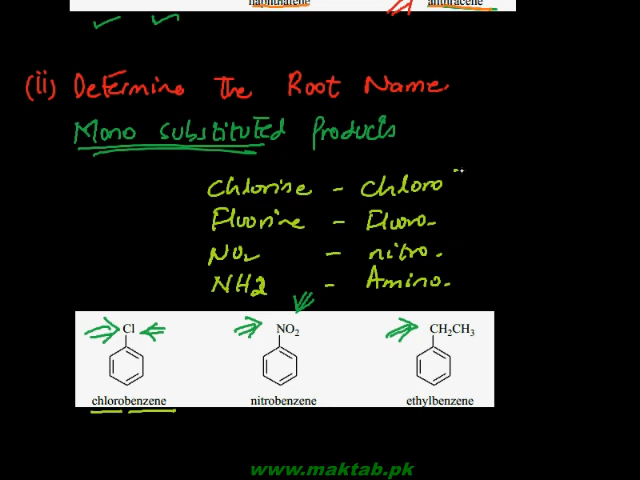 naphthalene anthracene
(ii) Determine the Root Name
Mono Substituted Products
Chlorine - Chloro
Fluorine - Fluoro-
NO2 - nitro.
NH2 - Amino-
Cl NO2 CH2CH3
chlorobenzene nitrobenzene ethylbenzene
www.maktab.pk